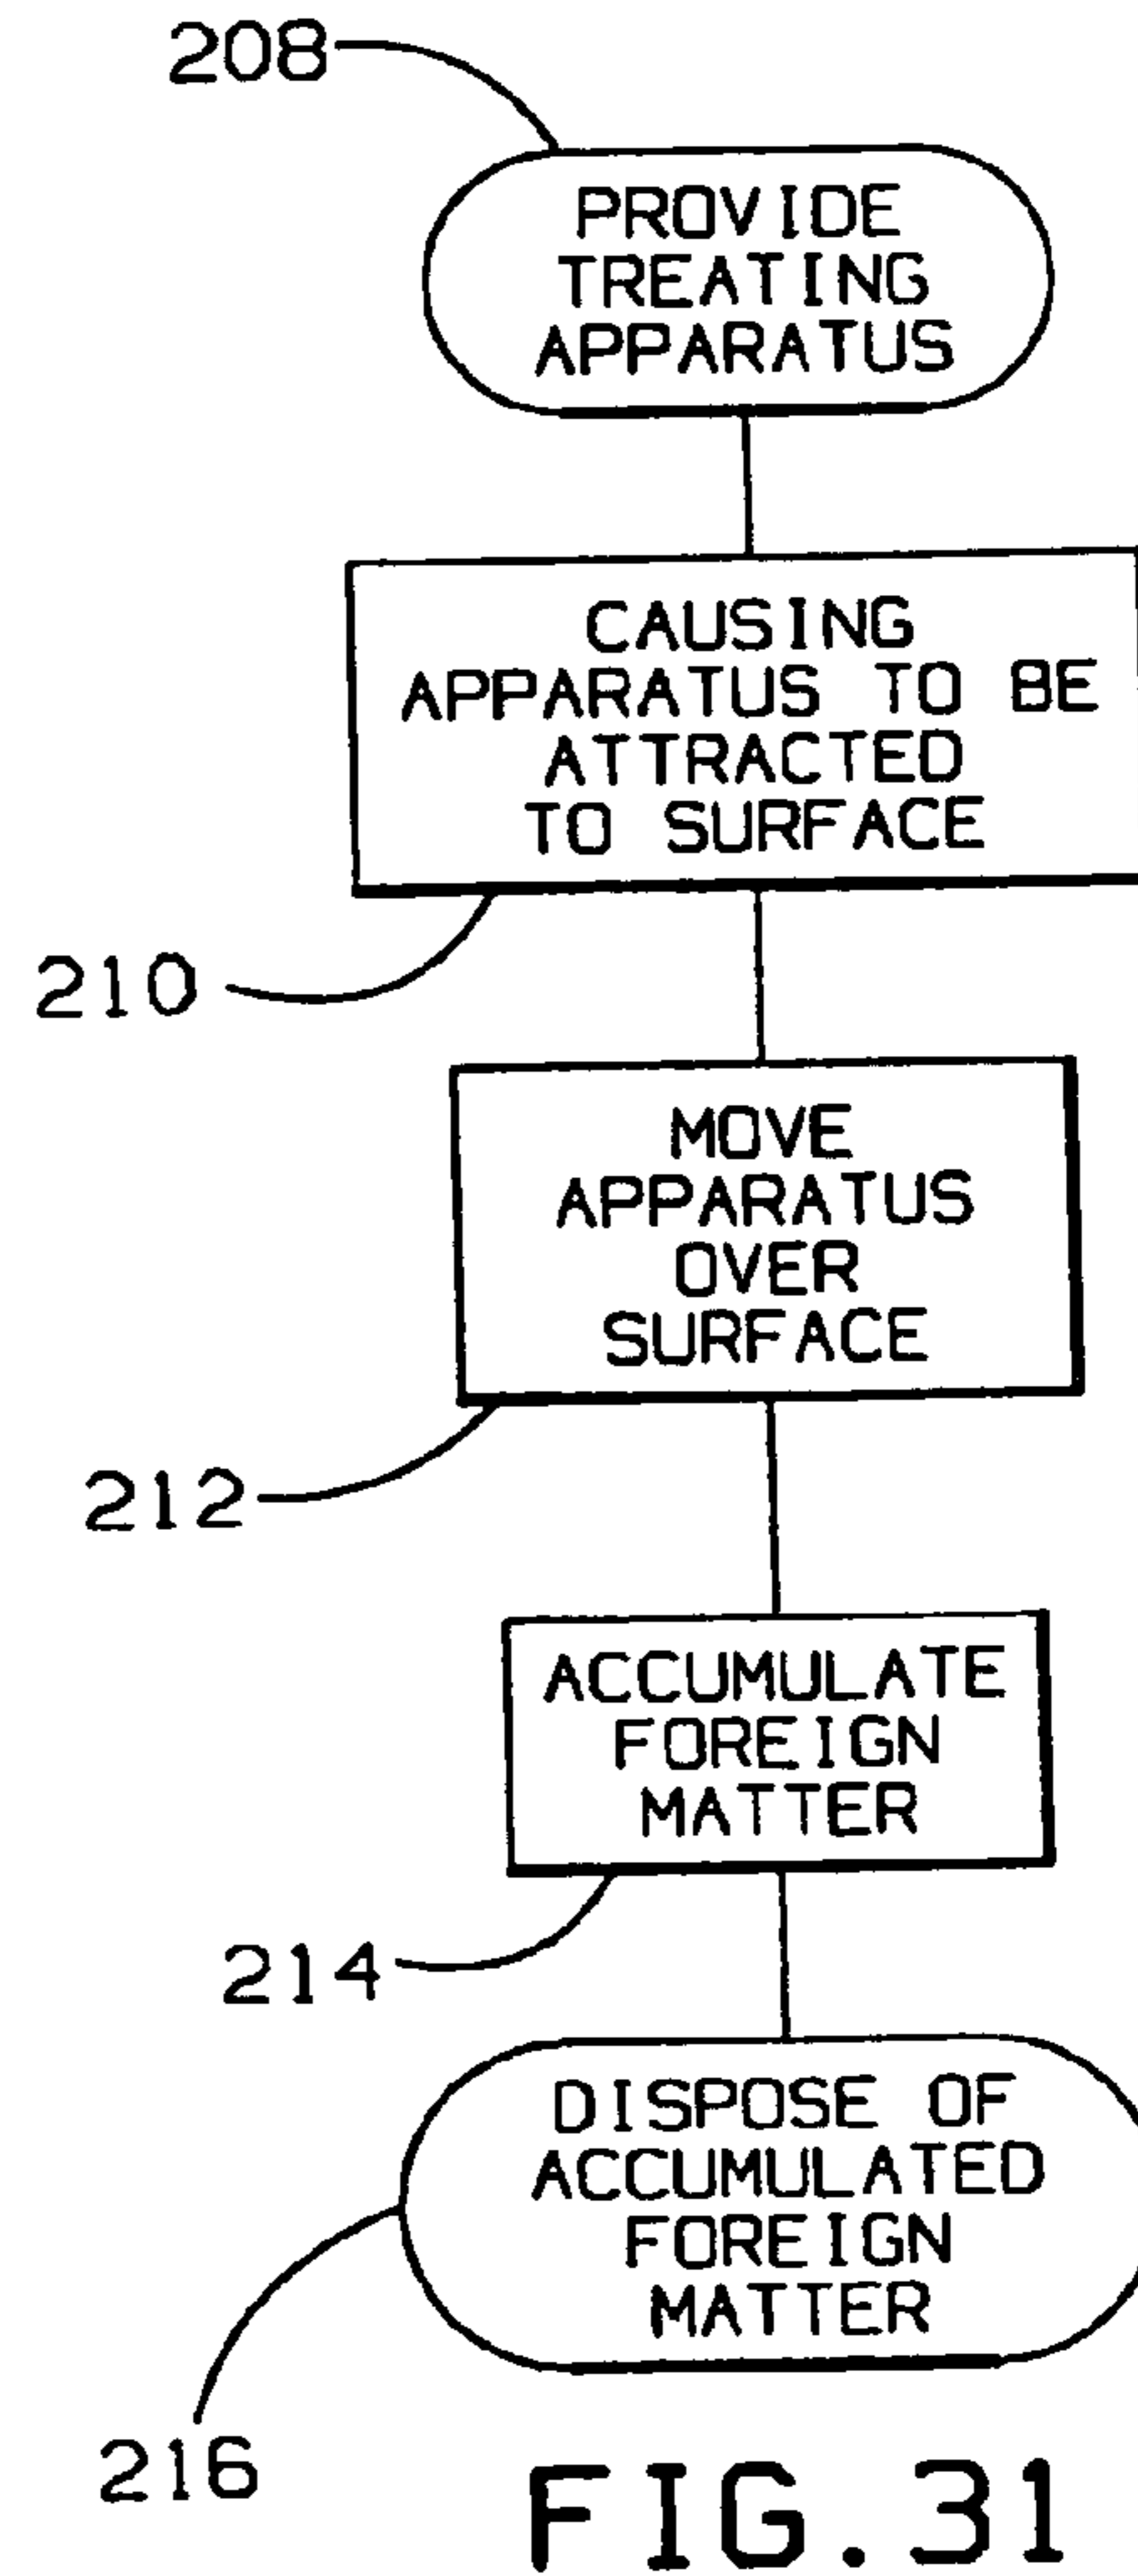 208
PROVIDE
TREATING
APPARATUS
CAUSING
APPARATUS TO BE
ATTRACTED
TO SURFACE
210
MOVE
APPARATUS
OVER
SURFACE
212
ACCUMULATE
FOREIGN
MATTER
214
DISPOSE OF
ACCUMULATED
FOREIGN
MATTER
216
FIG.31